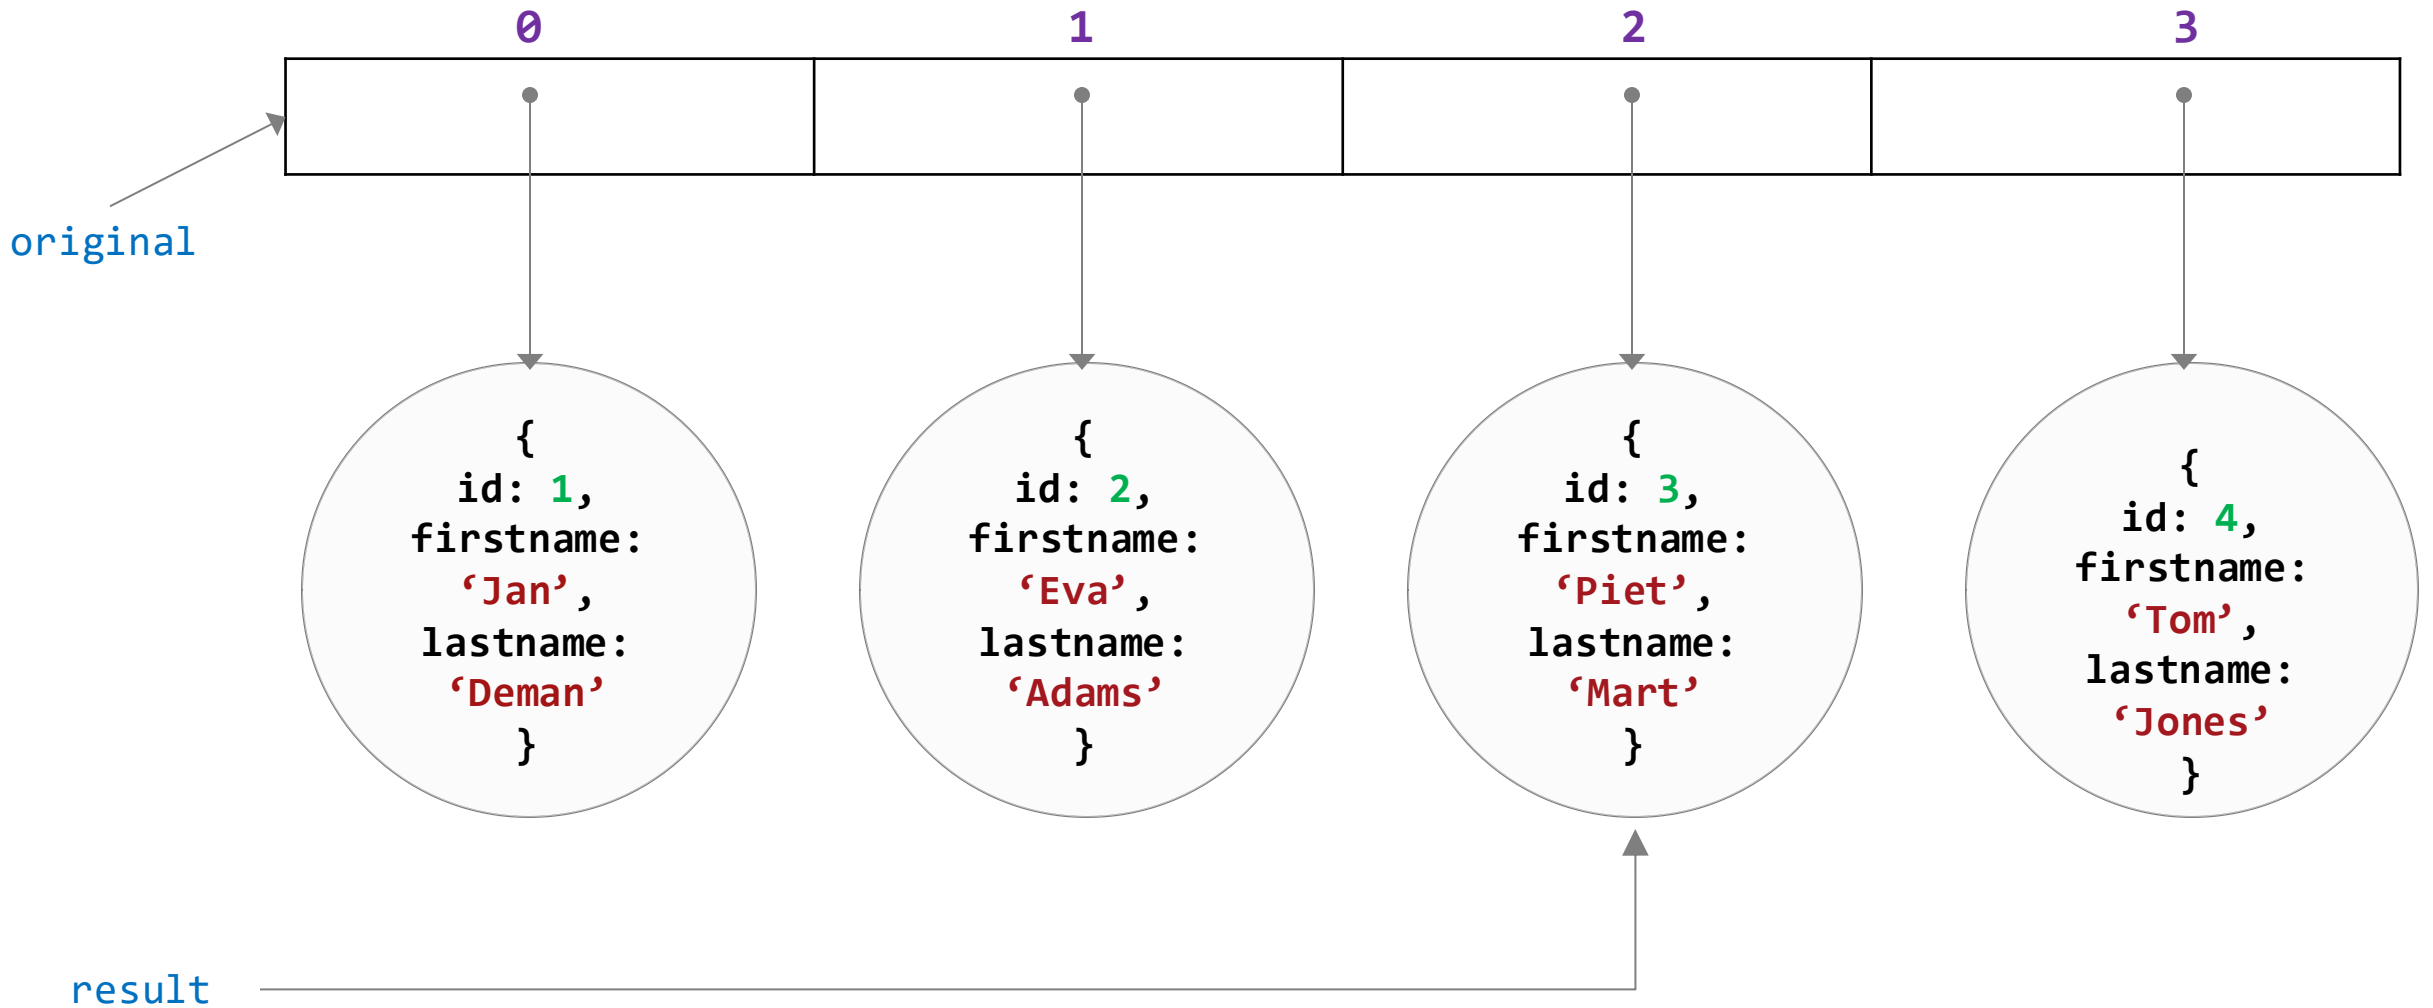 0 1 2 3
original
{
id: 1,
firstname:
‘Jan’,
lastname:
‘Deman’
}
{
id: 2,
firstname:
‘Eva’,
lastname:
‘Adams’
}
{
id: 3,
firstname:
‘Piet’,
lastname:
‘Mart’
}
{
id: 4,
firstname:
‘Tom’,
lastname:
‘Jones’
}
result